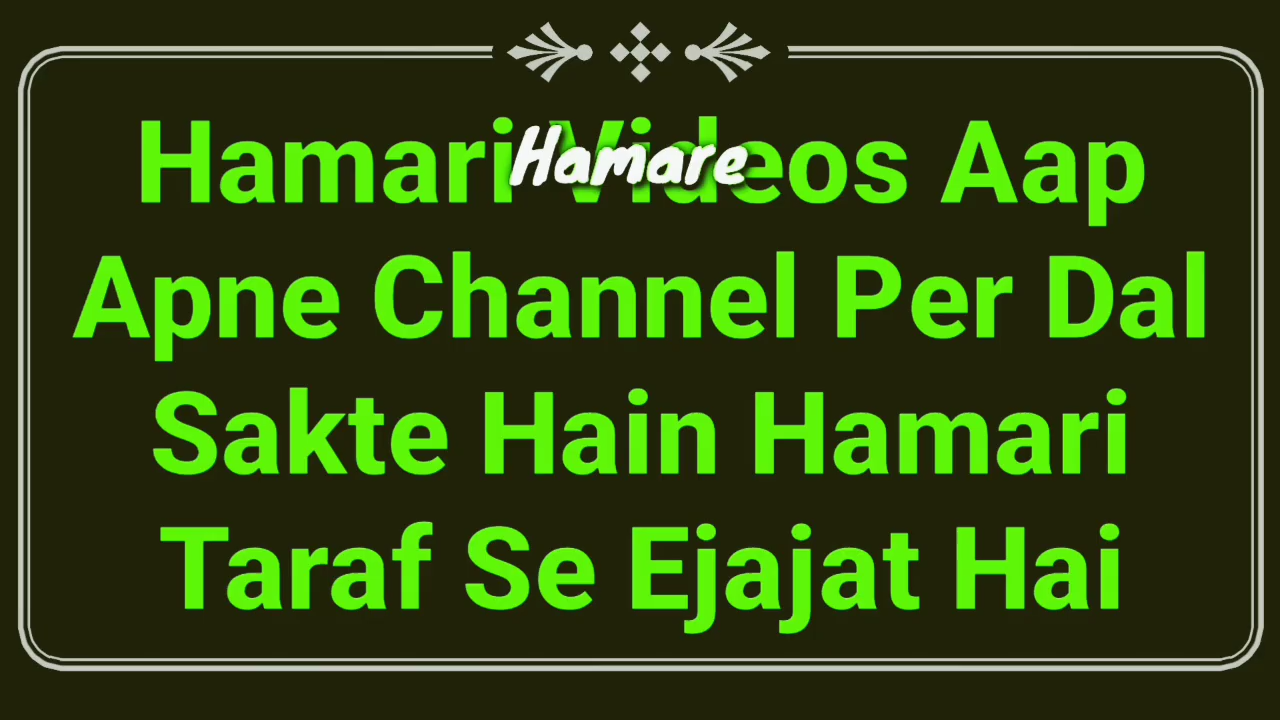 Hamari Videos Aap
Hamare
Apne Channel Per Dal
Sakte Hain Hamari
Taraf Se Ejajat Hai